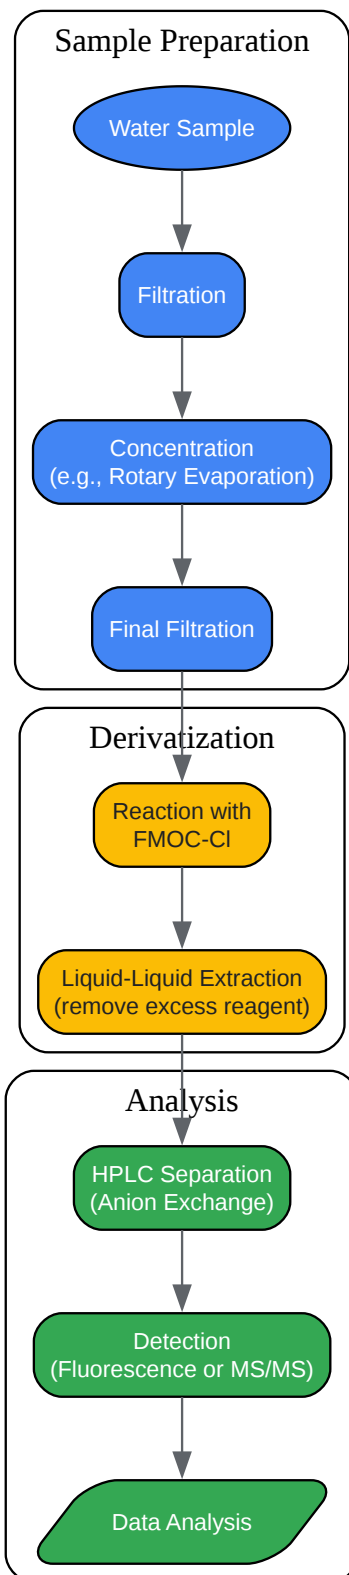 Sample Preparation
Water Sample
Filtration
Concentration
(e.g., Rotary Evaporation)
Final Filtration
Derivatization
Reaction with
FMOC-Cl
Liquid-Liquid Extraction
(remove excess reagent)
Analysis
HPLC Separation
(Anion Exchange)
Detection
(Fluorescence or MS/MS)
Data Analysis